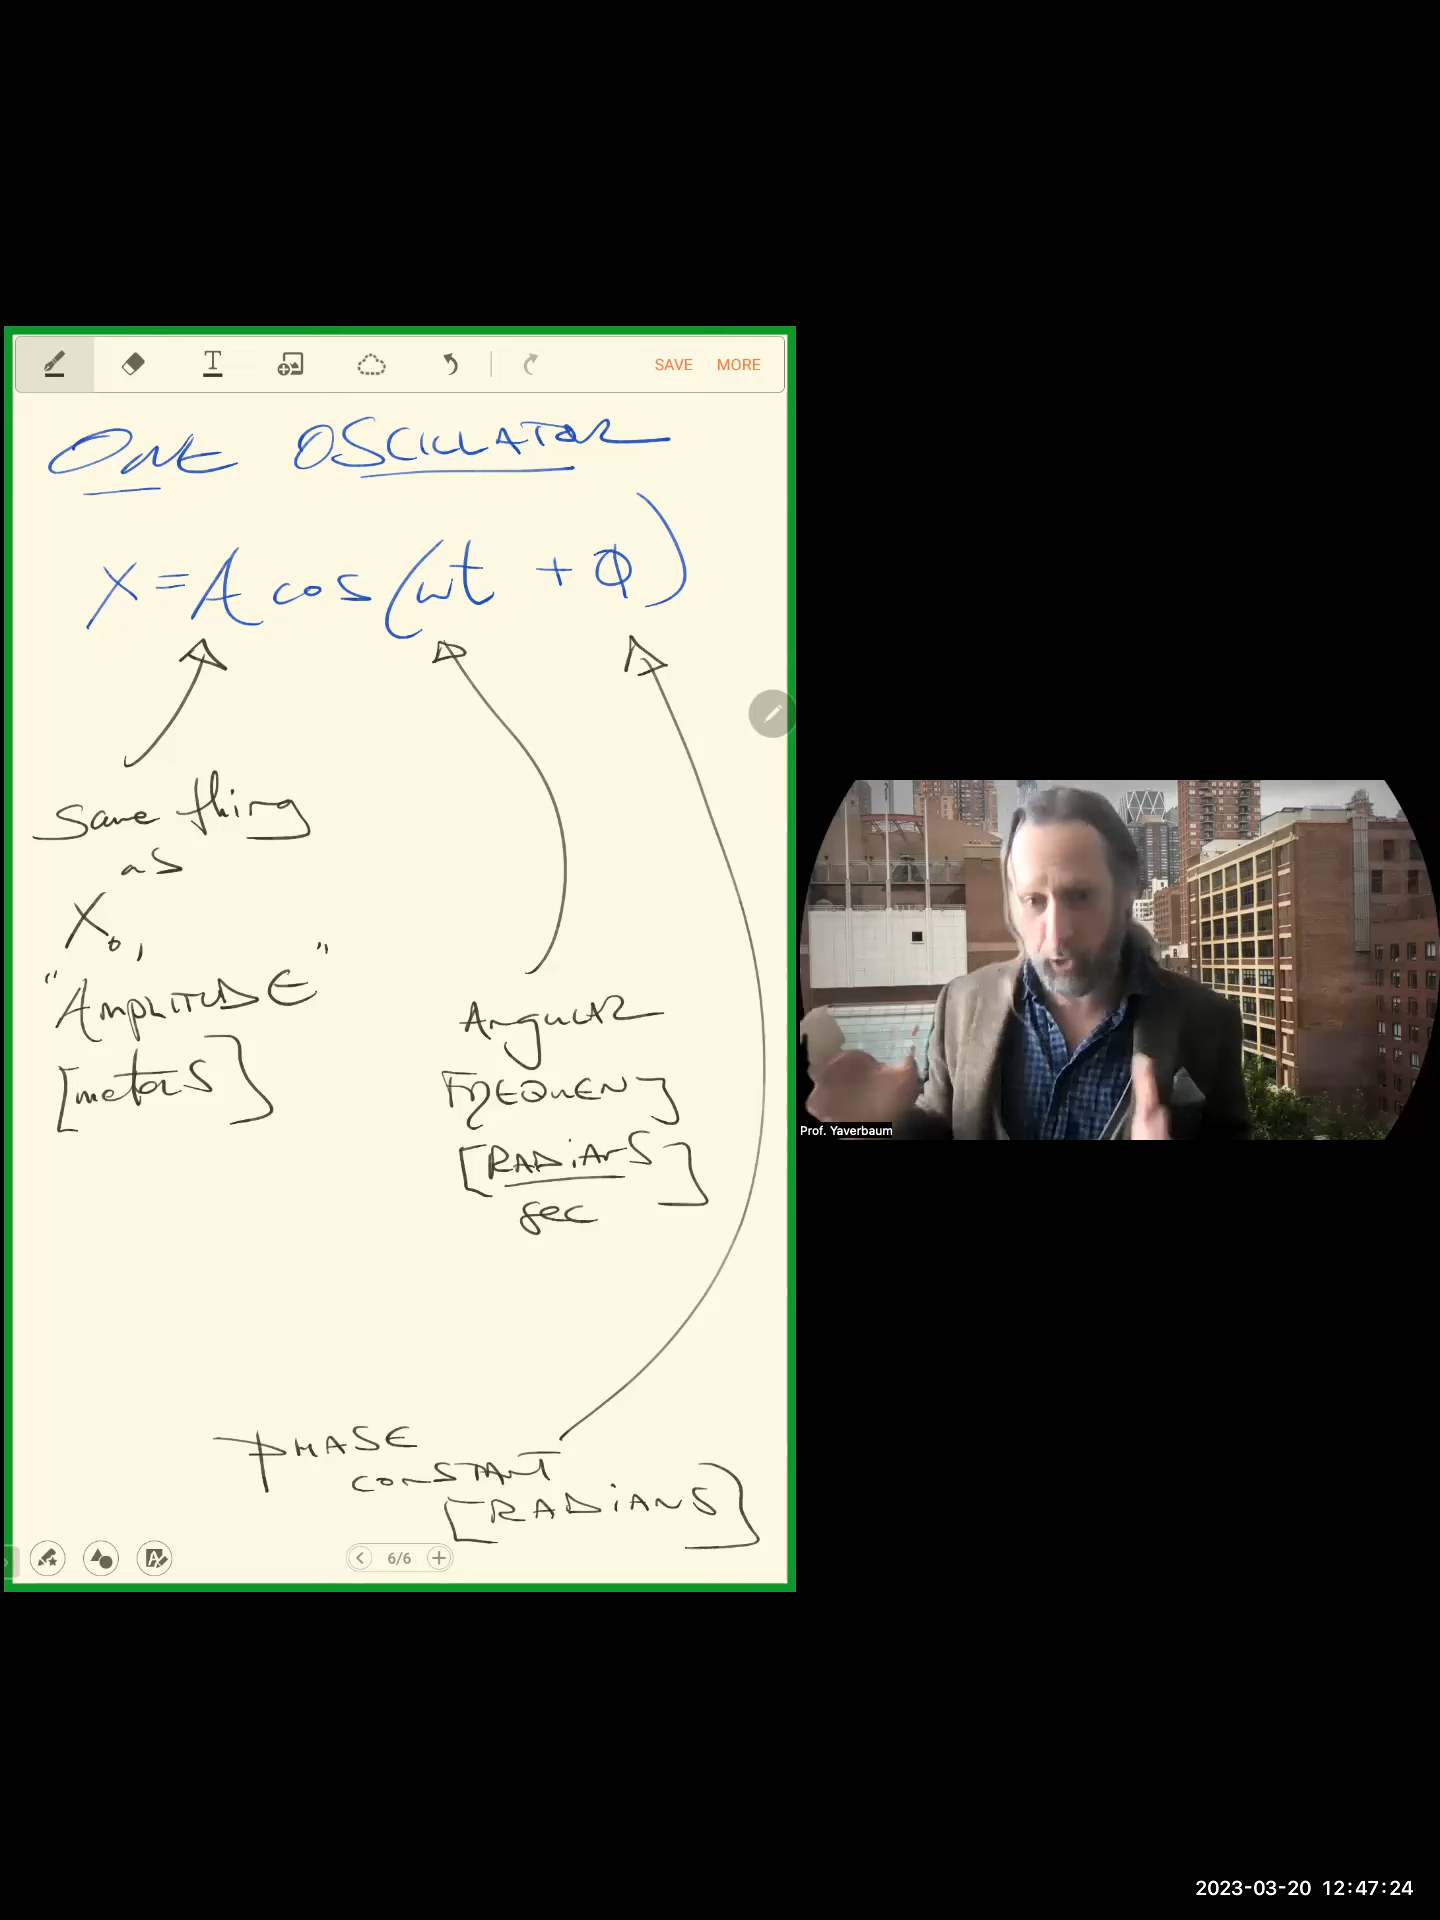 SAVE MORE
ONE OSCILLATOR
x = A cos(ωt + φ)
Same thing
as
X₀,
"AMPLITUDE"
[meters]
Angular
FREQUENCY
[RADIANS
sec]
PHASE
CONSTANT
[RADIANS]
6/6
Prof. Yaverbaum
2023-03-20 12:47:24